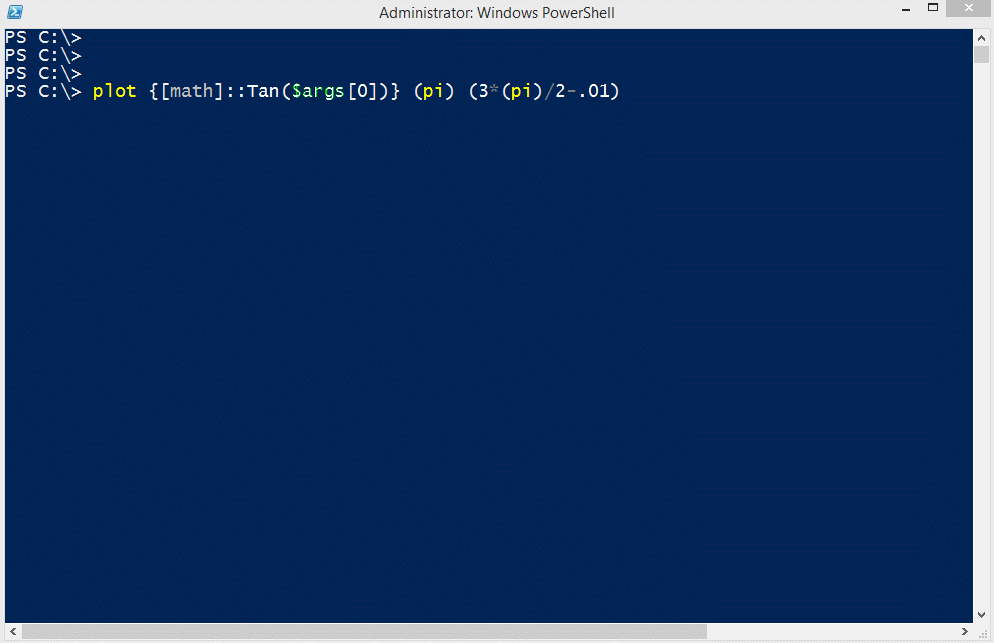 Administrator: Windows PowerShell
PS C:\>
PS C:\>
PS C:\>
PS C:\> plot {[math]::Tan($args[0])} (pi) (3*(pi)/2-.01)